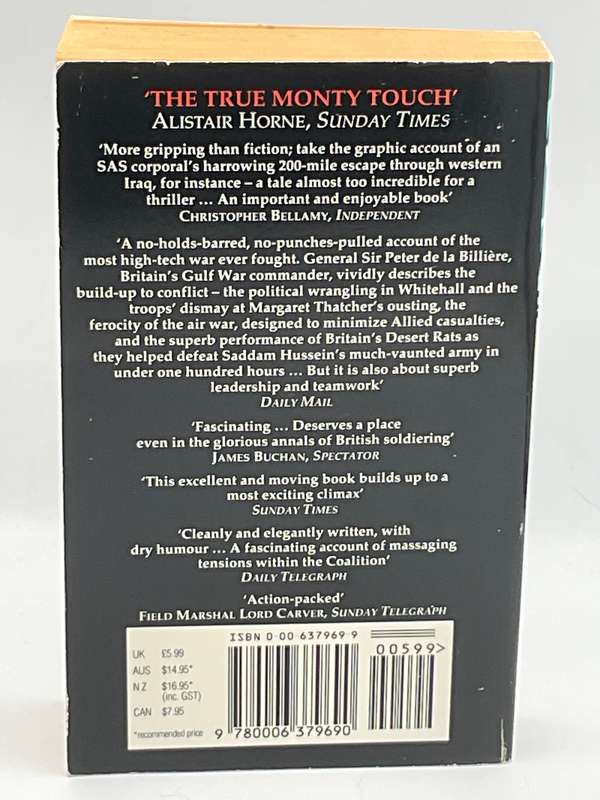 ‘THE TRUE MONTY TOUCH’
ALISTAIR HORNE, SUNDAY TIMES
‘More gripping than fiction; take the graphic account of an
SAS corporal’s harrowing 200-mile escape through western
Iraq, for instance – a tale almost too incredible for a
thriller ... An important and enjoyable book’
CHRISTOPHER BELLAMY, INDEPENDENT
‘A no-holds-barred, no-punches-pulled account of the
most high-tech war ever fought. General Sir Peter de la Billière,
Britain’s Gulf War commander, vividly describes the
build-up to conflict – the political wrangling in Whitehall and the
troops’ dismay at Margaret Thatcher’s ousting, the
ferocity of the air war, designed to minimize Allied casualties,
and the superb performance of Britain’s Desert Rats as
they helped defeat Saddam Hussein’s much-vaunted army in
under one hundred hours ... But it is also about superb
leadership and teamwork’
DAILY MAIL
‘Fascinating ... Deserves a place
even in the glorious annals of British soldiering’
JAMES BUCHAN, SPECTATOR
‘This excellent and moving book builds up to a
most exciting climax’
SUNDAY TIMES
‘Cleanly and elegantly written, with
dry humour ... A fascinating account of massaging
tensions within the Coalition’
DAILY TELEGRAPH
‘Action-packed’
FIELD MARSHAL LORD CARVER, SUNDAY TELEGRAPH
ISBN 0-00-637969-9
00599>
UK £5.99
AUS $14.95*
N Z $16.95*
(inc. GST)
CAN $7.95
*recommended price
9 780006 379690